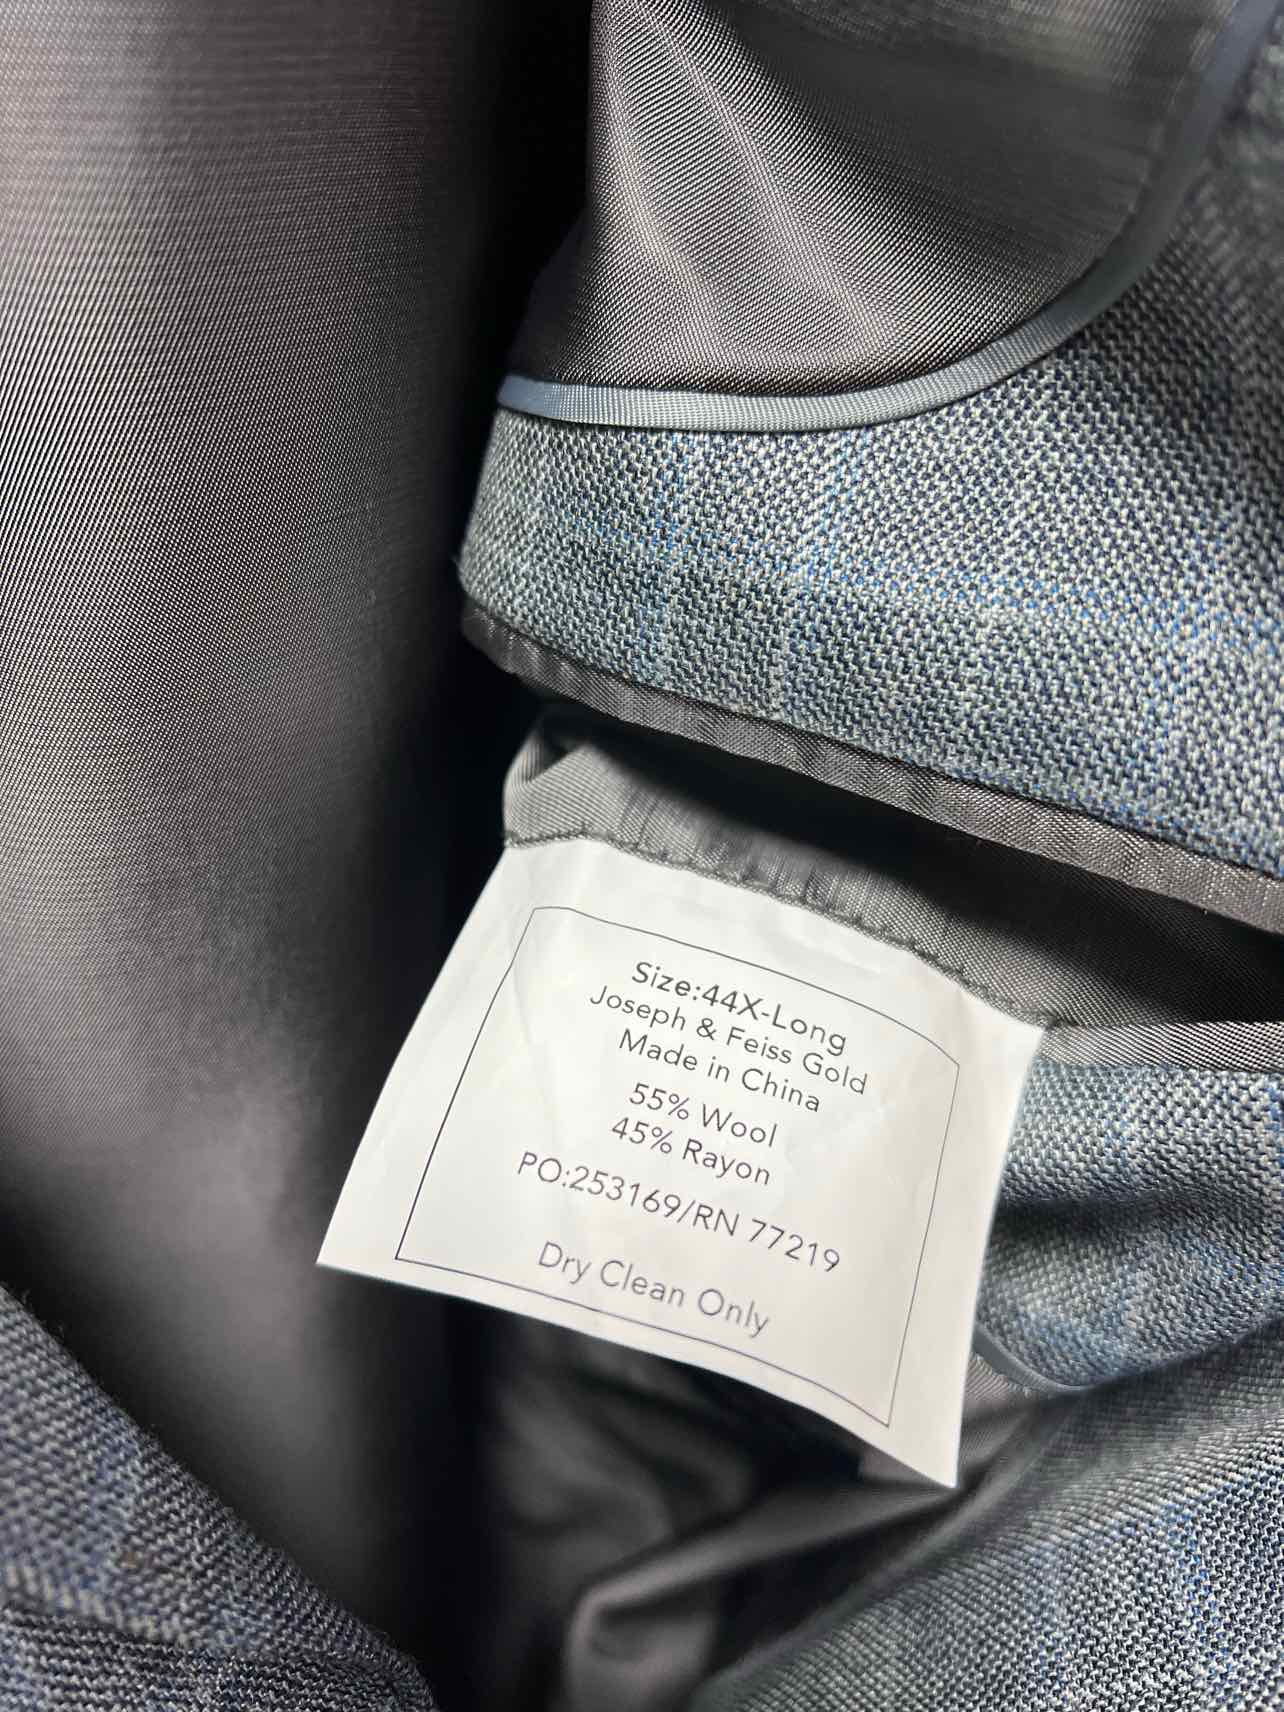 Size:44X-Long
Joseph & Feiss Gold
Made in China
55% Wool
45% Rayon
PO:253169/RN 77219
Dry Clean Only